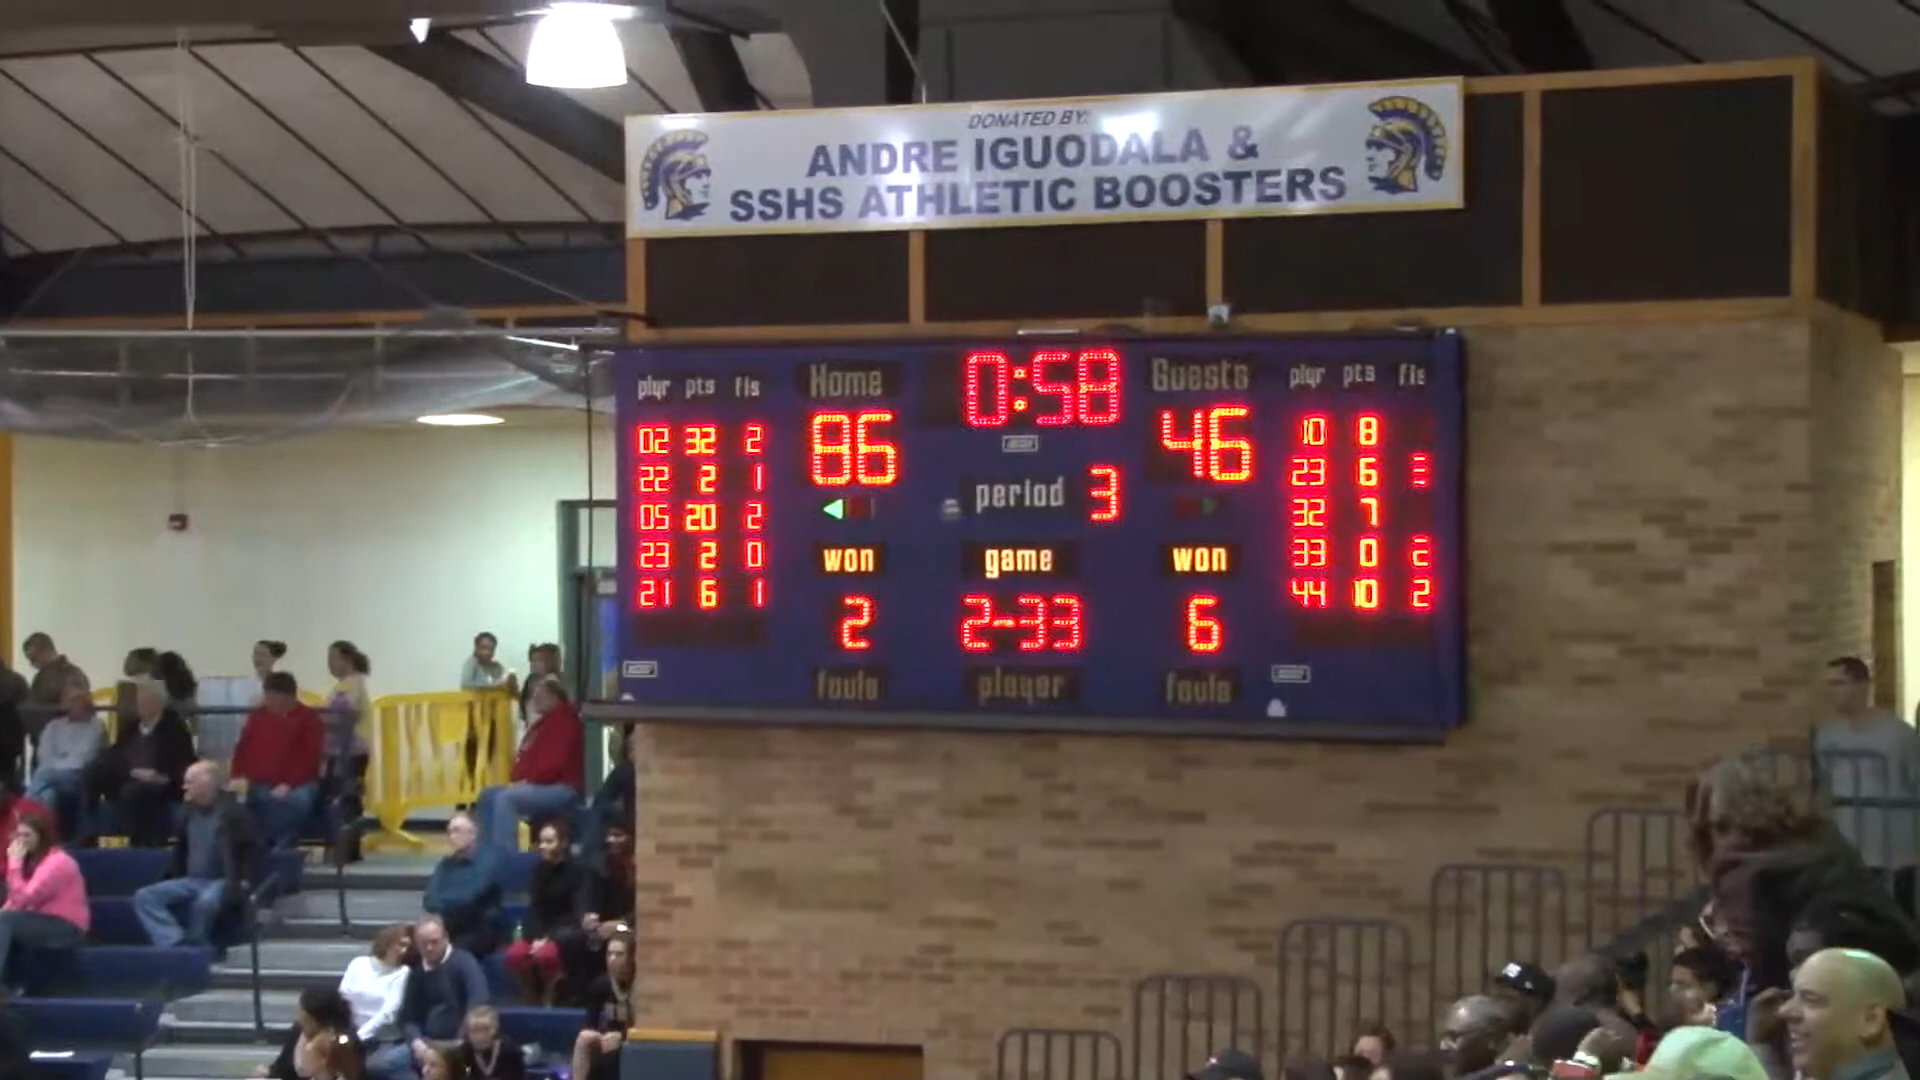 DONATED BY:
ANDRE IGUODALA &
SSHS ATHLETIC BOOSTERS
plyr pts fls Home 0:58 Guests plyr pts fls
86 46
02 32 2
22 2 1
05 20 2
23 2 0
21 6 1
period 3
10 8
23 6
32 7
33 0
44 10 2
won game won
2 2-33 6
fouls player fouls